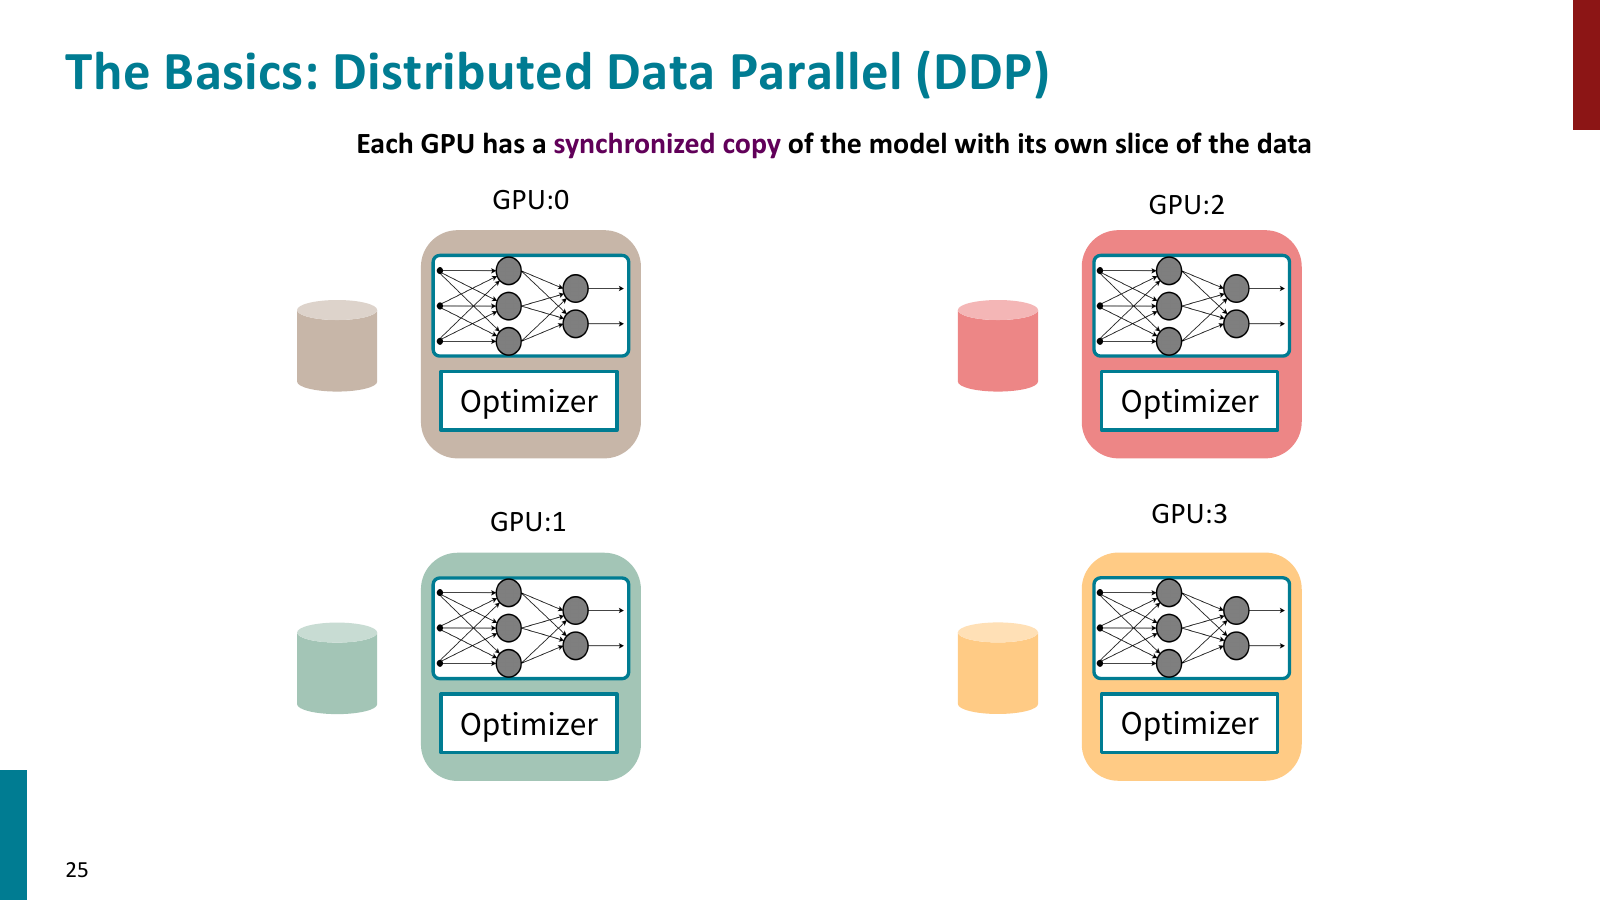 The Basics: Distributed Data Parallel (DDP)
Each GPU has a synchronized copy of the model with its own slice of the data
GPU:0
Optimizer
GPU:2
Optimizer
GPU:1
Optimizer
GPU:3
Optimizer
25